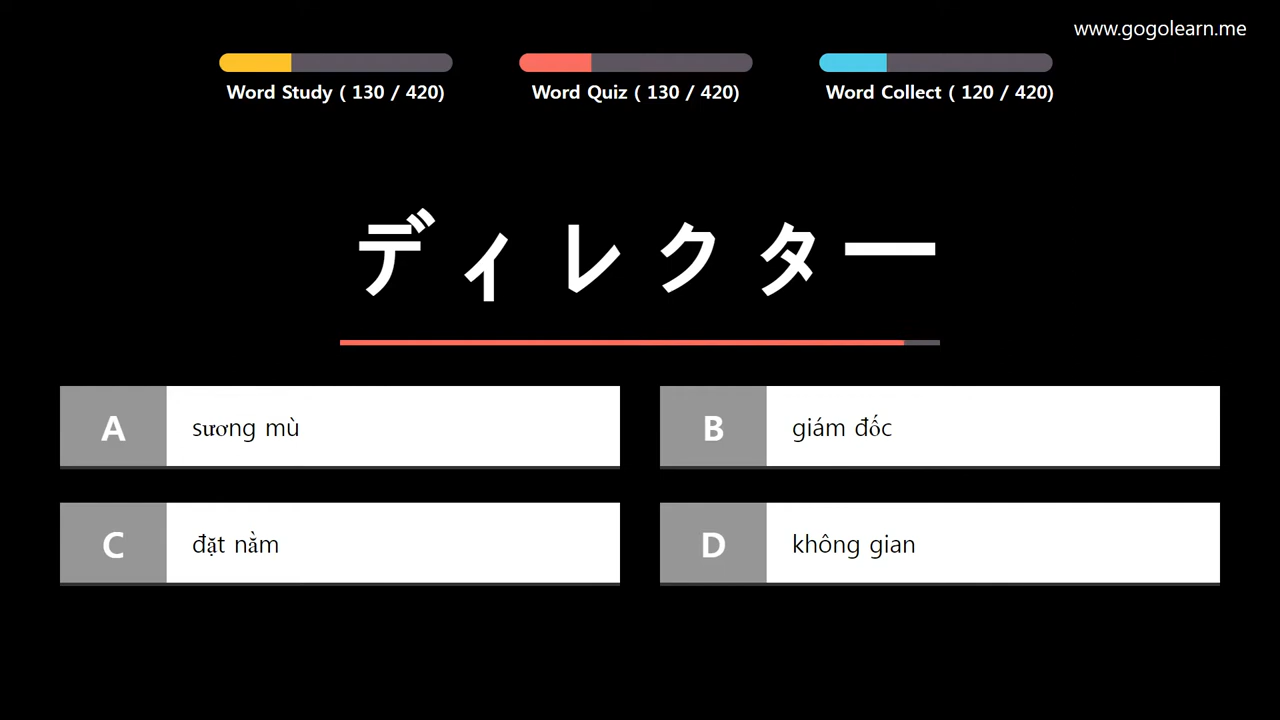 www.gogolearn.me
Word Study ( 130 / 420)
Word Quiz ( 130 / 420)
Word Collect ( 120 / 420)
ディレクター
A
sương mù
B
giám đốc
C
đặt nằm
D
không gian